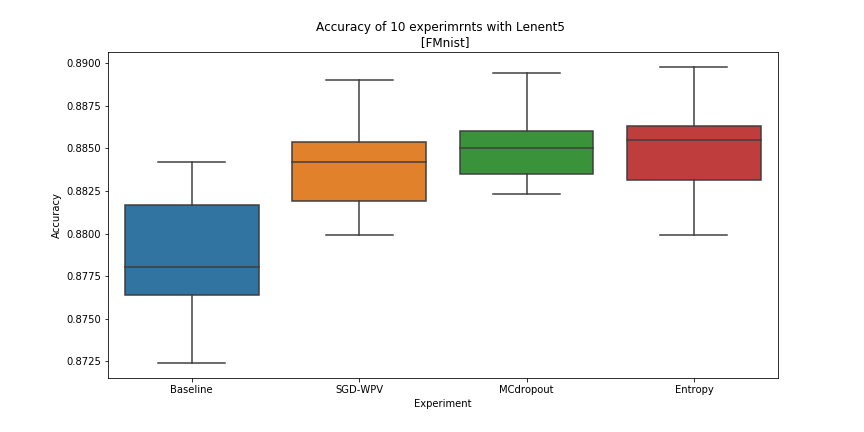 Accuracy of 10 experimrnts with Lenent5
[FMnist]
0.8900
0.8875
0.8850
0.8825
0.8800
0.8775
0.8750
0.8725
Accuracy
Baseline SGD-WPV MCdropout Entropy
Experiment